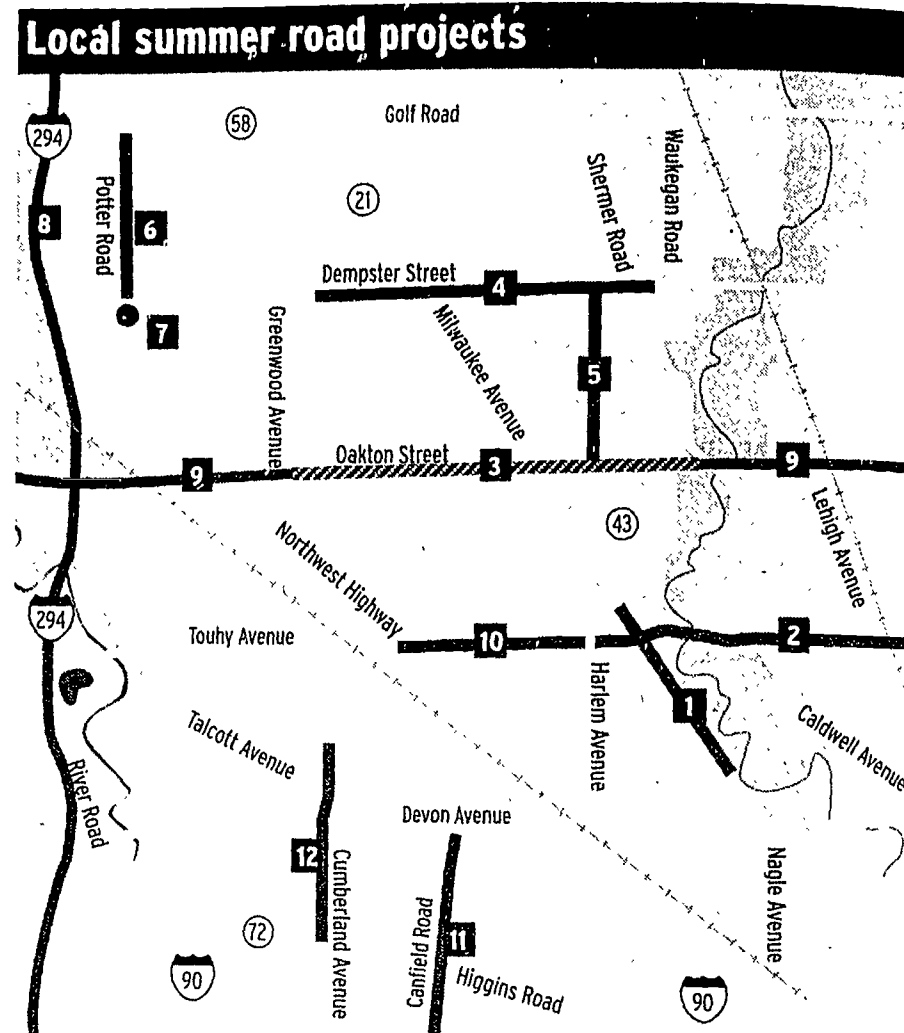 Local summer road projects
58
Golf Road
294
Potter Road
6
8
21
Shermer Road
Waukegan Road
Dempster Street
4
7
Greenwood Avenue
Milwaukee Avenue
5
Oakton Street
9
3
9
43
Lehigh Avenue
Northwest Highway
294
Touhy Avenue
10
2
Harlem Avenue
1
Caldwell Avenue
Talcott Avenue
River Road
Devon Avenue
12
Cumberland Avenue
Nagle Avenue
72
Canfield Road
11
Higgins Road
90
90